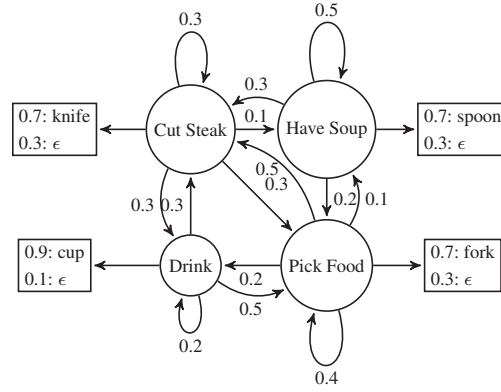 0.3
0.5
0.3
0.7: knife
0.3: ϵ
Cut Steak
0.1
Have Soup
0.7: spoon
0.3: ϵ
0.5
0.3
0.3
0.3
0.2
0.1
0.9: cup
0.1: ϵ
Drink
0.2
Pick Food
0.7: fork
0.3: ϵ
0.5
0.2
0.4